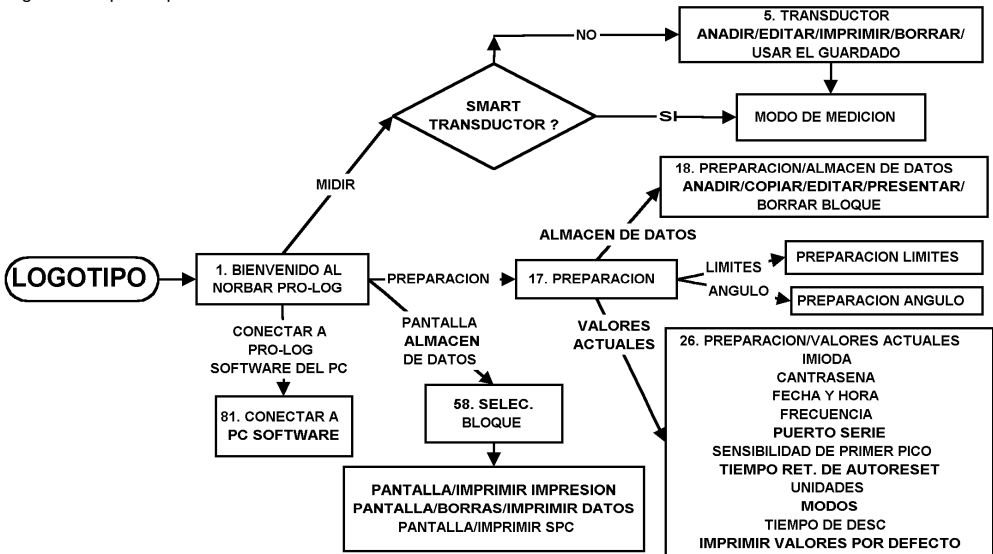 5. TRANSDUCTOR
ANADIR/EDITAR/IMPRIMIR/BORRAR/
USAR EL GUARDADO
NO
SMART
TRANSDUCTOR ?
SI
MODO DE MEDICION
MIDIR
18. PREPARACION/ALMACEN DE DATOS
ANADIR/COPIAR/EDITAR/PRESENTAR/
BORRAR BLOQUE
ALMACEN DE DATOS
LOGOTIPO
1. BIENVENIDO AL
NORBAR PRO-LOG
PREPARACION
17. PREPARACION
LIMITES
PREPARACION LIMITES
ANGULO
PREPARACION ANGULO
CONECTAR A
PRO-LOG
SOFTWARE DEL PC
PANTALLA
ALMACEN
DE DATOS
VALORES
ACTUALES
81. CONECTAR A
PC SOFTWARE
58. SELEC.
BLOQUE
PANTALLA/IMPRIMIR IMPRESION
PANTALLA/BORRAS/IMPRIMIR DATOS
PANTALLA/IMPRIMIR SPC
26. PREPARACION/VALORES ACTUALES
IMIODA
CANTRASENA
FECHA Y HORA
FRECUENCIA
PUERTO SERIE
SENSIBILIDAD DE PRIMER PICO
TIEMPO RET. DE AUTORESET
UNIDADES
MODOS
TIEMPO DE DESC
IMPRIMIR VALORES POR DEFECTO